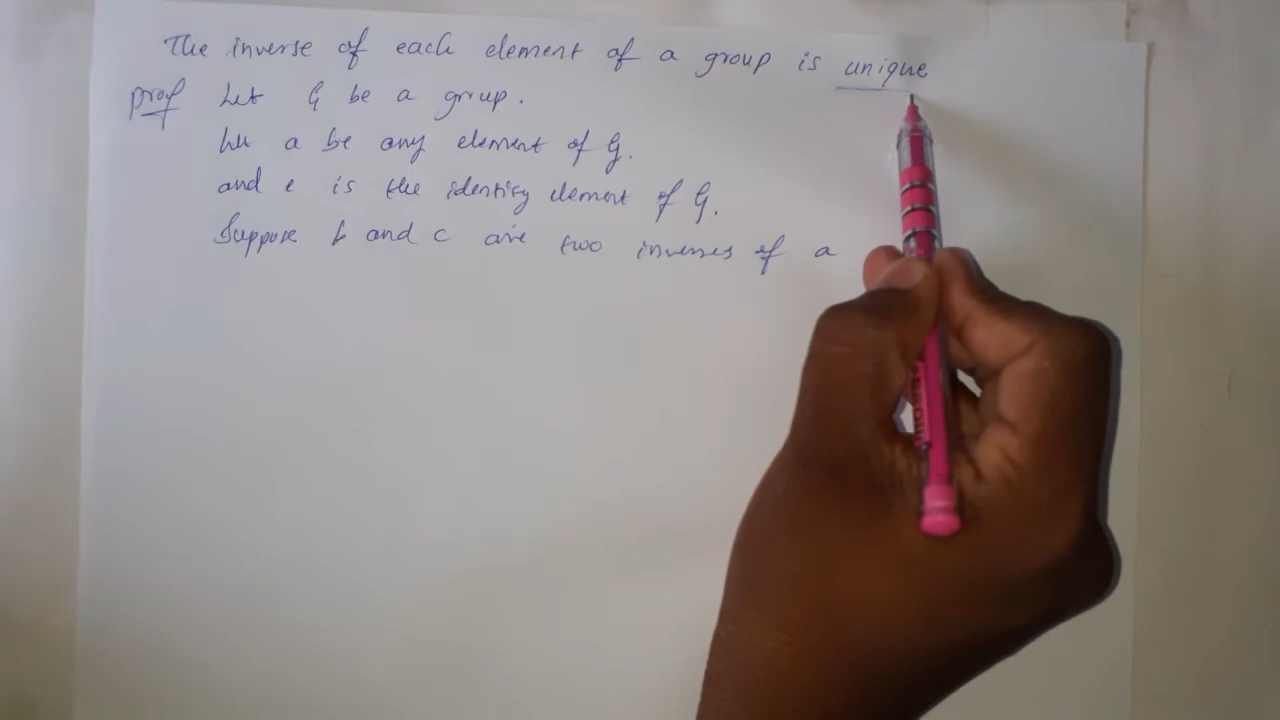 The inverse of each element of a group is unique
proof Let G be a group.
Let a be any element of G.
and e is the identity element of G.
Suppose b and c are two inverses of a